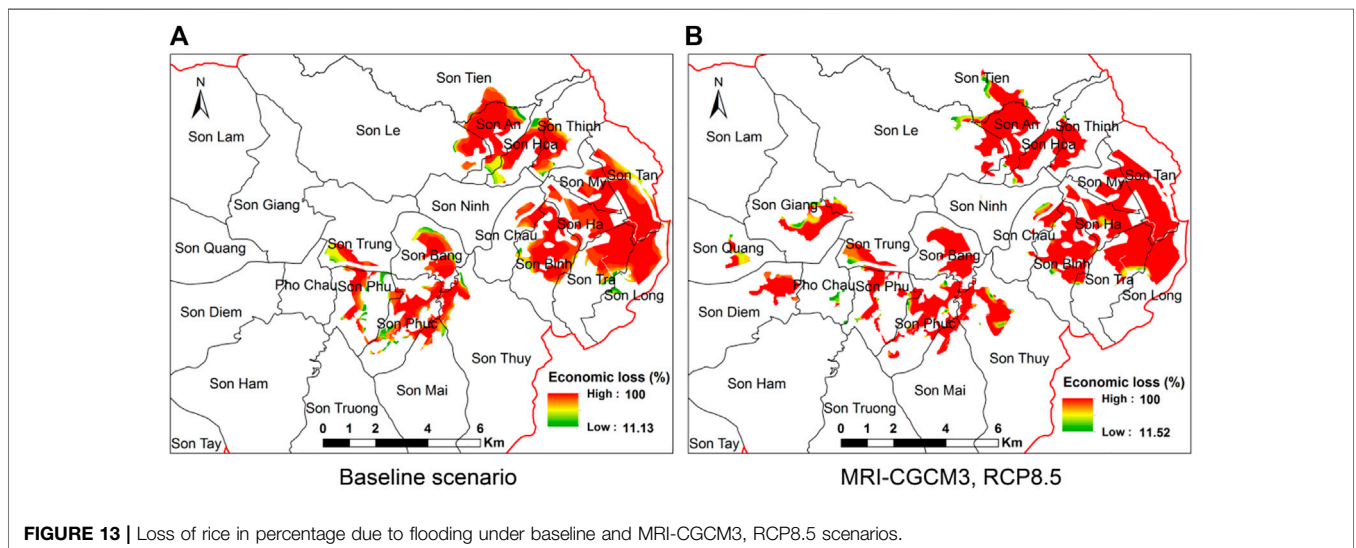 A
B
N
Son Tien
Son Lam
Son Le
Son An
Son Thinh
Son Hoa
Son My
Son Tan
Son Giang
Son Ninh
Son Ha
Son Chau
Son Quang
Son Trung
Son Bang
Son Binh
Pho Chau
Son Phu
Son Tra
Son Long
Son Diem
Son Phuc
Son Thuy
Son Ham
Son Mai
Son Truong
Son Tay
Economic loss (%)
High : 100
Low : 11.13
0 1 2 4 6
Km
Baseline scenario
N
Son Tien
Son Lam
Son Le
Son An
Son Thinh
Son Hoa
Son My
Son Tan
Son Giang
Son Ninh
Son Ha
Son Chau
Son Quang
Son Trung
Son Bang
Son Binh
Pho Chau
Son Phu
Son Tra
Son Long
Son Diem
Son Phuc
Son Thuy
Son Ham
Son Mai
Son Truong
Son Tay
Economic loss (%)
High : 100
Low : 11.52
0 1 2 4 6
Km
MRI-CGCM3, RCP8.5
FIGURE 13 | Loss of rice in percentage due to flooding under baseline and MRI-CGCM3, RCP8.5 scenarios.